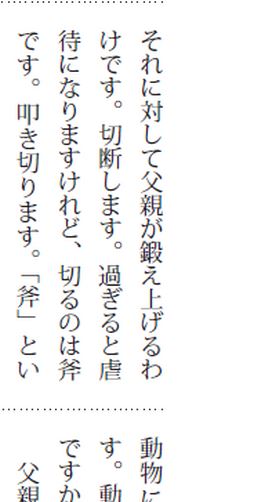 それに対して父親が鍛え上げるわ
けです。切断します。過ぎると虐
待になりますけれど、切るのは斧
です。叩き切ります。「斧」とい
動物に
す。動
ですか
父親